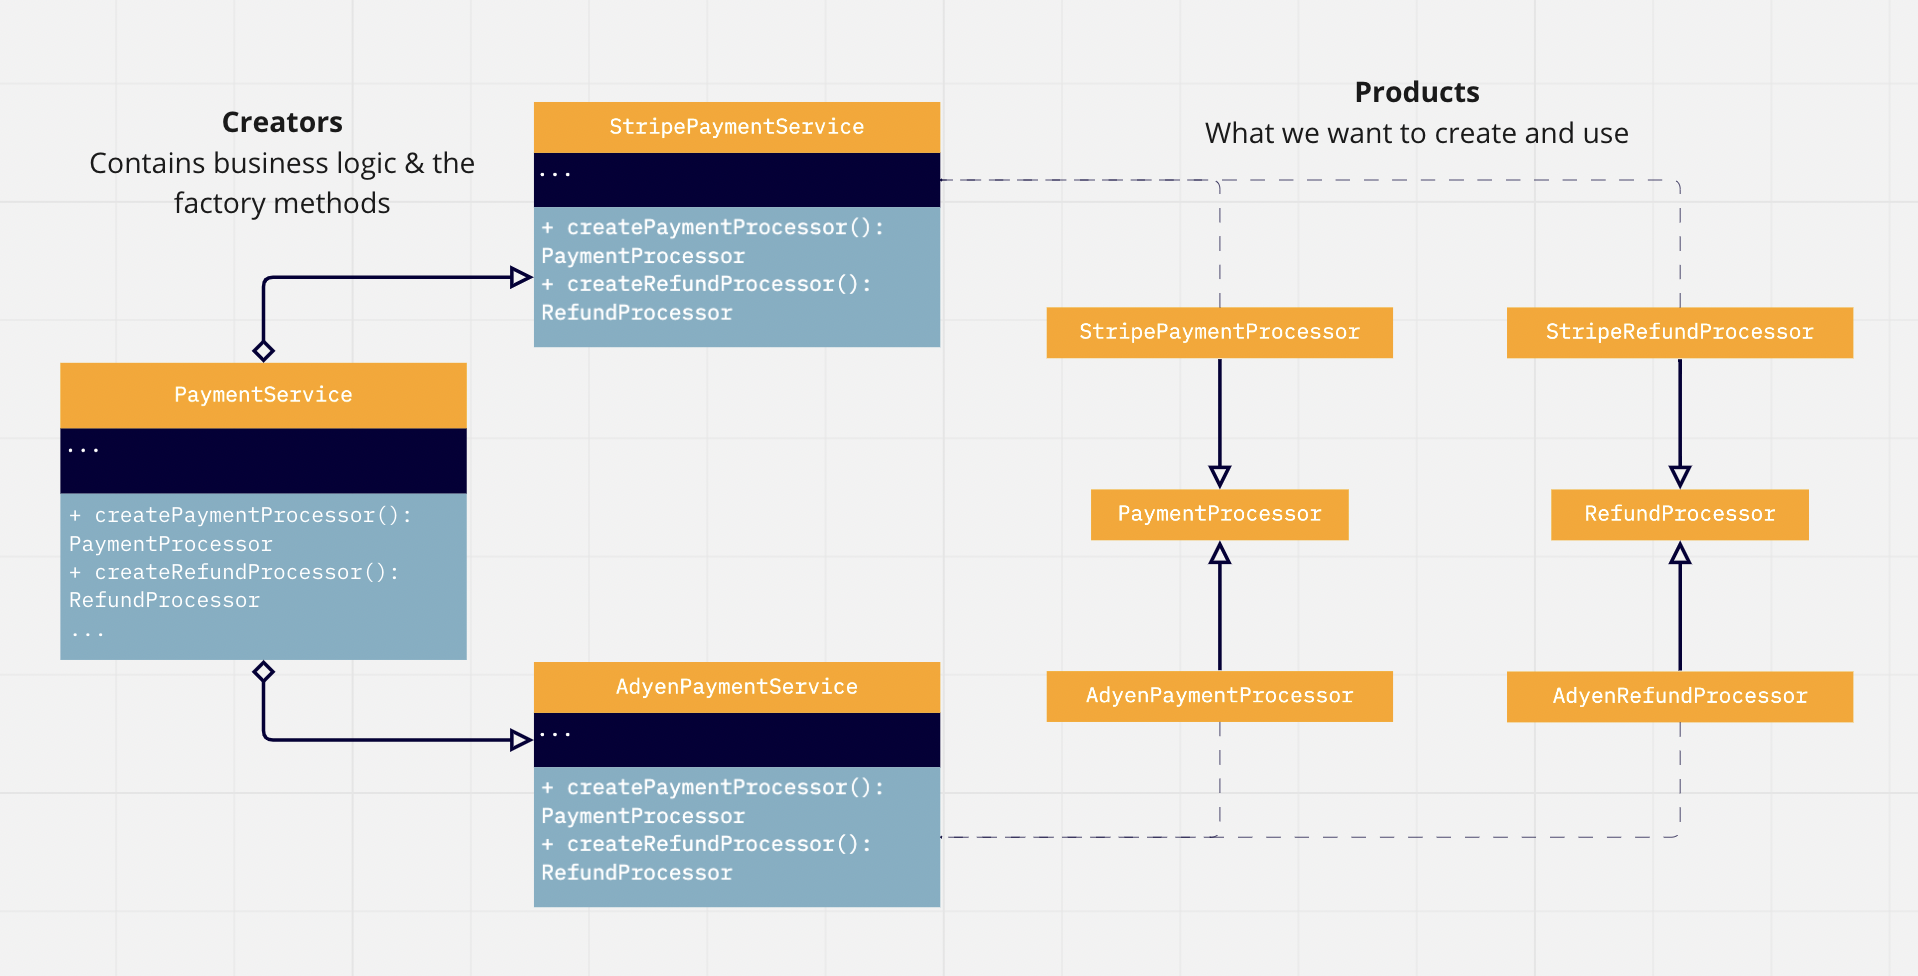 Creators
Contains business logic & the
factory methods
StripePaymentService
...
+ createPaymentProcessor():
PaymentProcessor
+ createRefundProcessor():
RefundProcessor
PaymentService
...
+ createPaymentProcessor():
PaymentProcessor
+ createRefundProcessor():
RefundProcessor
...
AdyenPaymentService
...
+ createPaymentProcessor():
PaymentProcessor
+ createRefundProcessor():
RefundProcessor
Products
What we want to create and use
StripePaymentProcessor
StripeRefundProcessor
PaymentProcessor
RefundProcessor
AdyenPaymentProcessor
AdyenRefundProcessor